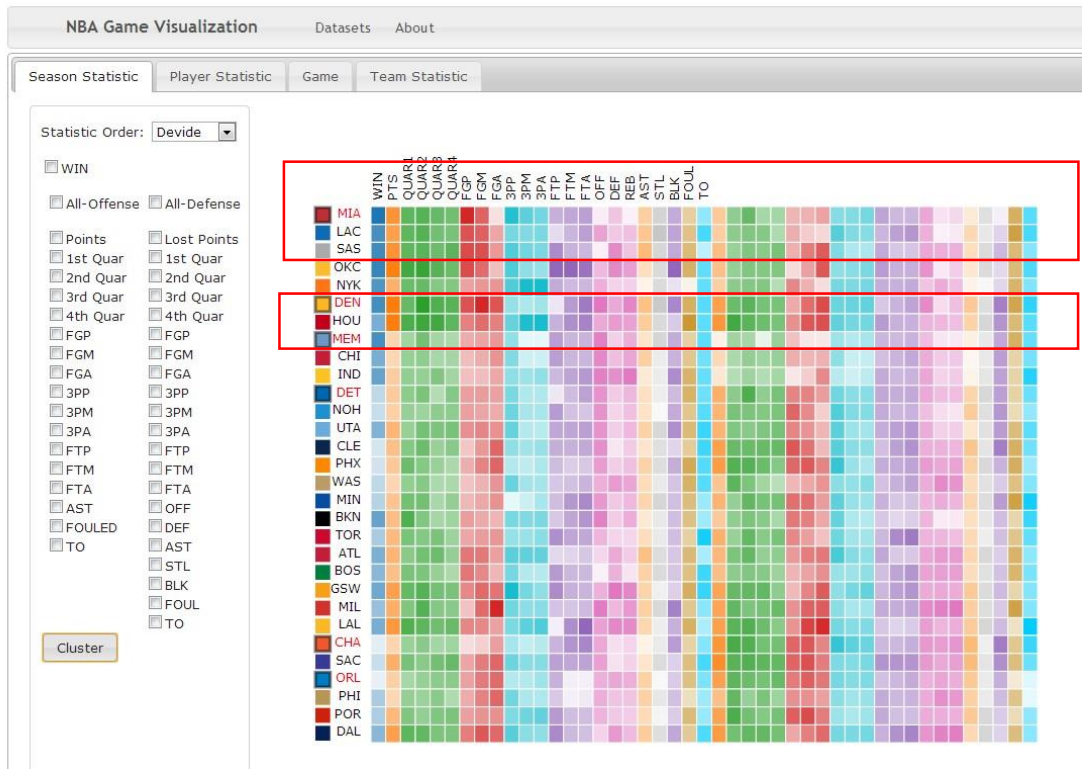 NBA Game Visualization Datasets About
Season Statistic Player Statistic Game Team Statistic
Statistic Order: Devide
WIN
All-Offense All-Defense
Points Lost Points
1st Quar 1st Quar
2nd Quar 2nd Quar
3rd Quar 3rd Quar
4th Quar 4th Quar
FGP FGP
FGM FGM
FGA FGA
3PP 3PP
3PM 3PM
3PA 3PA
FTP FTP
FTM FTM
FTA FTA
AST OFF
FOULED DEF
TO AST
STL
BLK
FOUL
TO
Cluster
WIN
PTS
QUAR1
QUAR2
QUAR3
QUAR4
FGP
FGM
FGA
3PP
3PM
3PA
FTP
FTM
FTA
OFF
DEF
REB
AST
STL
BLK
FOUL
TO
MIA
LAC
SAS
OKC
NYK
DEN
HOU
MEM
CHI
IND
DET
NOH
UTA
CLE
PHX
WAS
MIN
BKN
TOR
ATL
BOS
GSW
MIL
LAL
CHA
SAC
ORL
PHI
POR
DAL